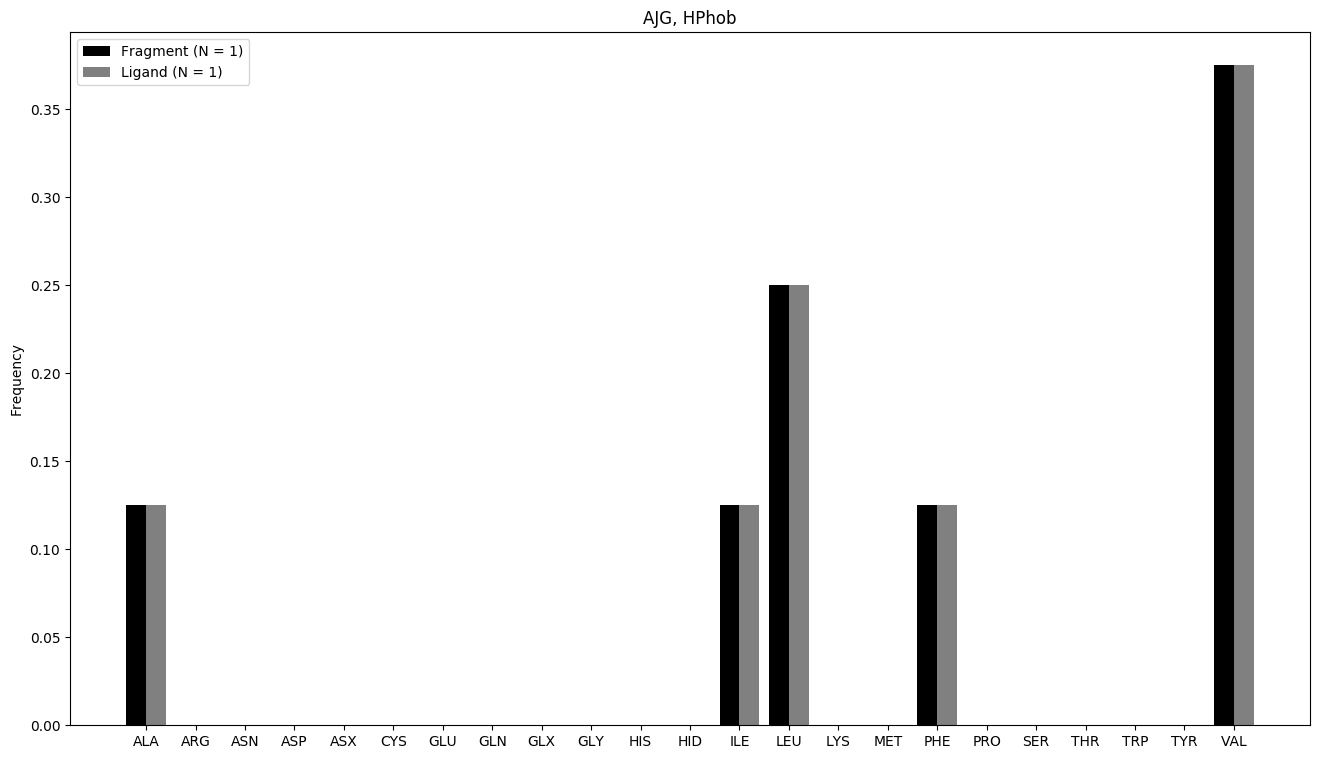 AJG, HPhob
Fragment (N = 1)
Ligand (N = 1)
Frequency
0.35
0.30
0.25
0.20
0.15
0.10
0.05
0.00
ALA ARG ASN ASP ASX CYS GLU GLN GLX GLY HIS HID ILE LEU LYS MET PHE PRO SER THR TRP TYR VAL